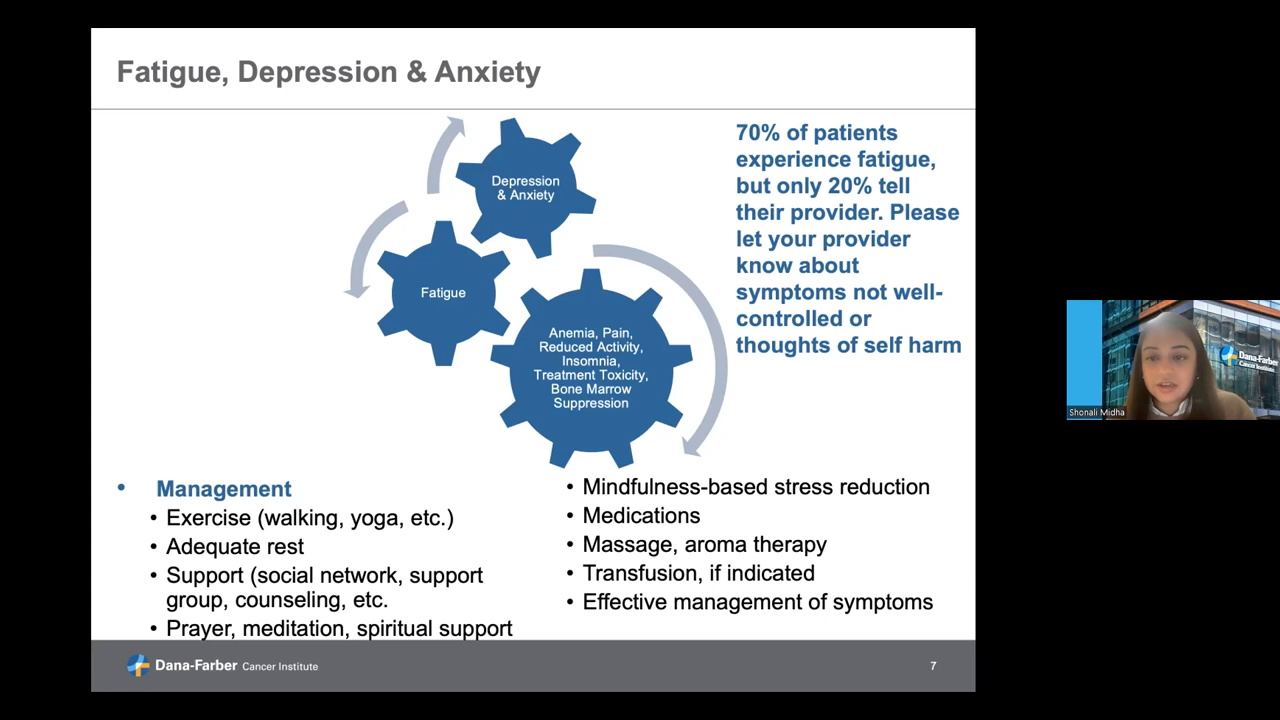 Fatigue, Depression & Anxiety
Depression
& Anxiety
Fatigue
Anemia, Pain,
Reduced Activity,
Insomnia,
Treatment Toxicity,
Bone Marrow
Suppression
70% of patients
experience fatigue,
but only 20% tell
their provider. Please
let your provider
know about
symptoms not well-
controlled or
thoughts of self harm
• Management
• Exercise (walking, yoga, etc.)
• Adequate rest
• Support (social network, support
group, counseling, etc.
• Prayer, meditation, spiritual support
• Mindfulness-based stress reduction
• Medications
• Massage, aroma therapy
• Transfusion, if indicated
• Effective management of symptoms
Dana-Farber Cancer Institute
7
Dana-Farber
Cancer Institute
Shonali Midha